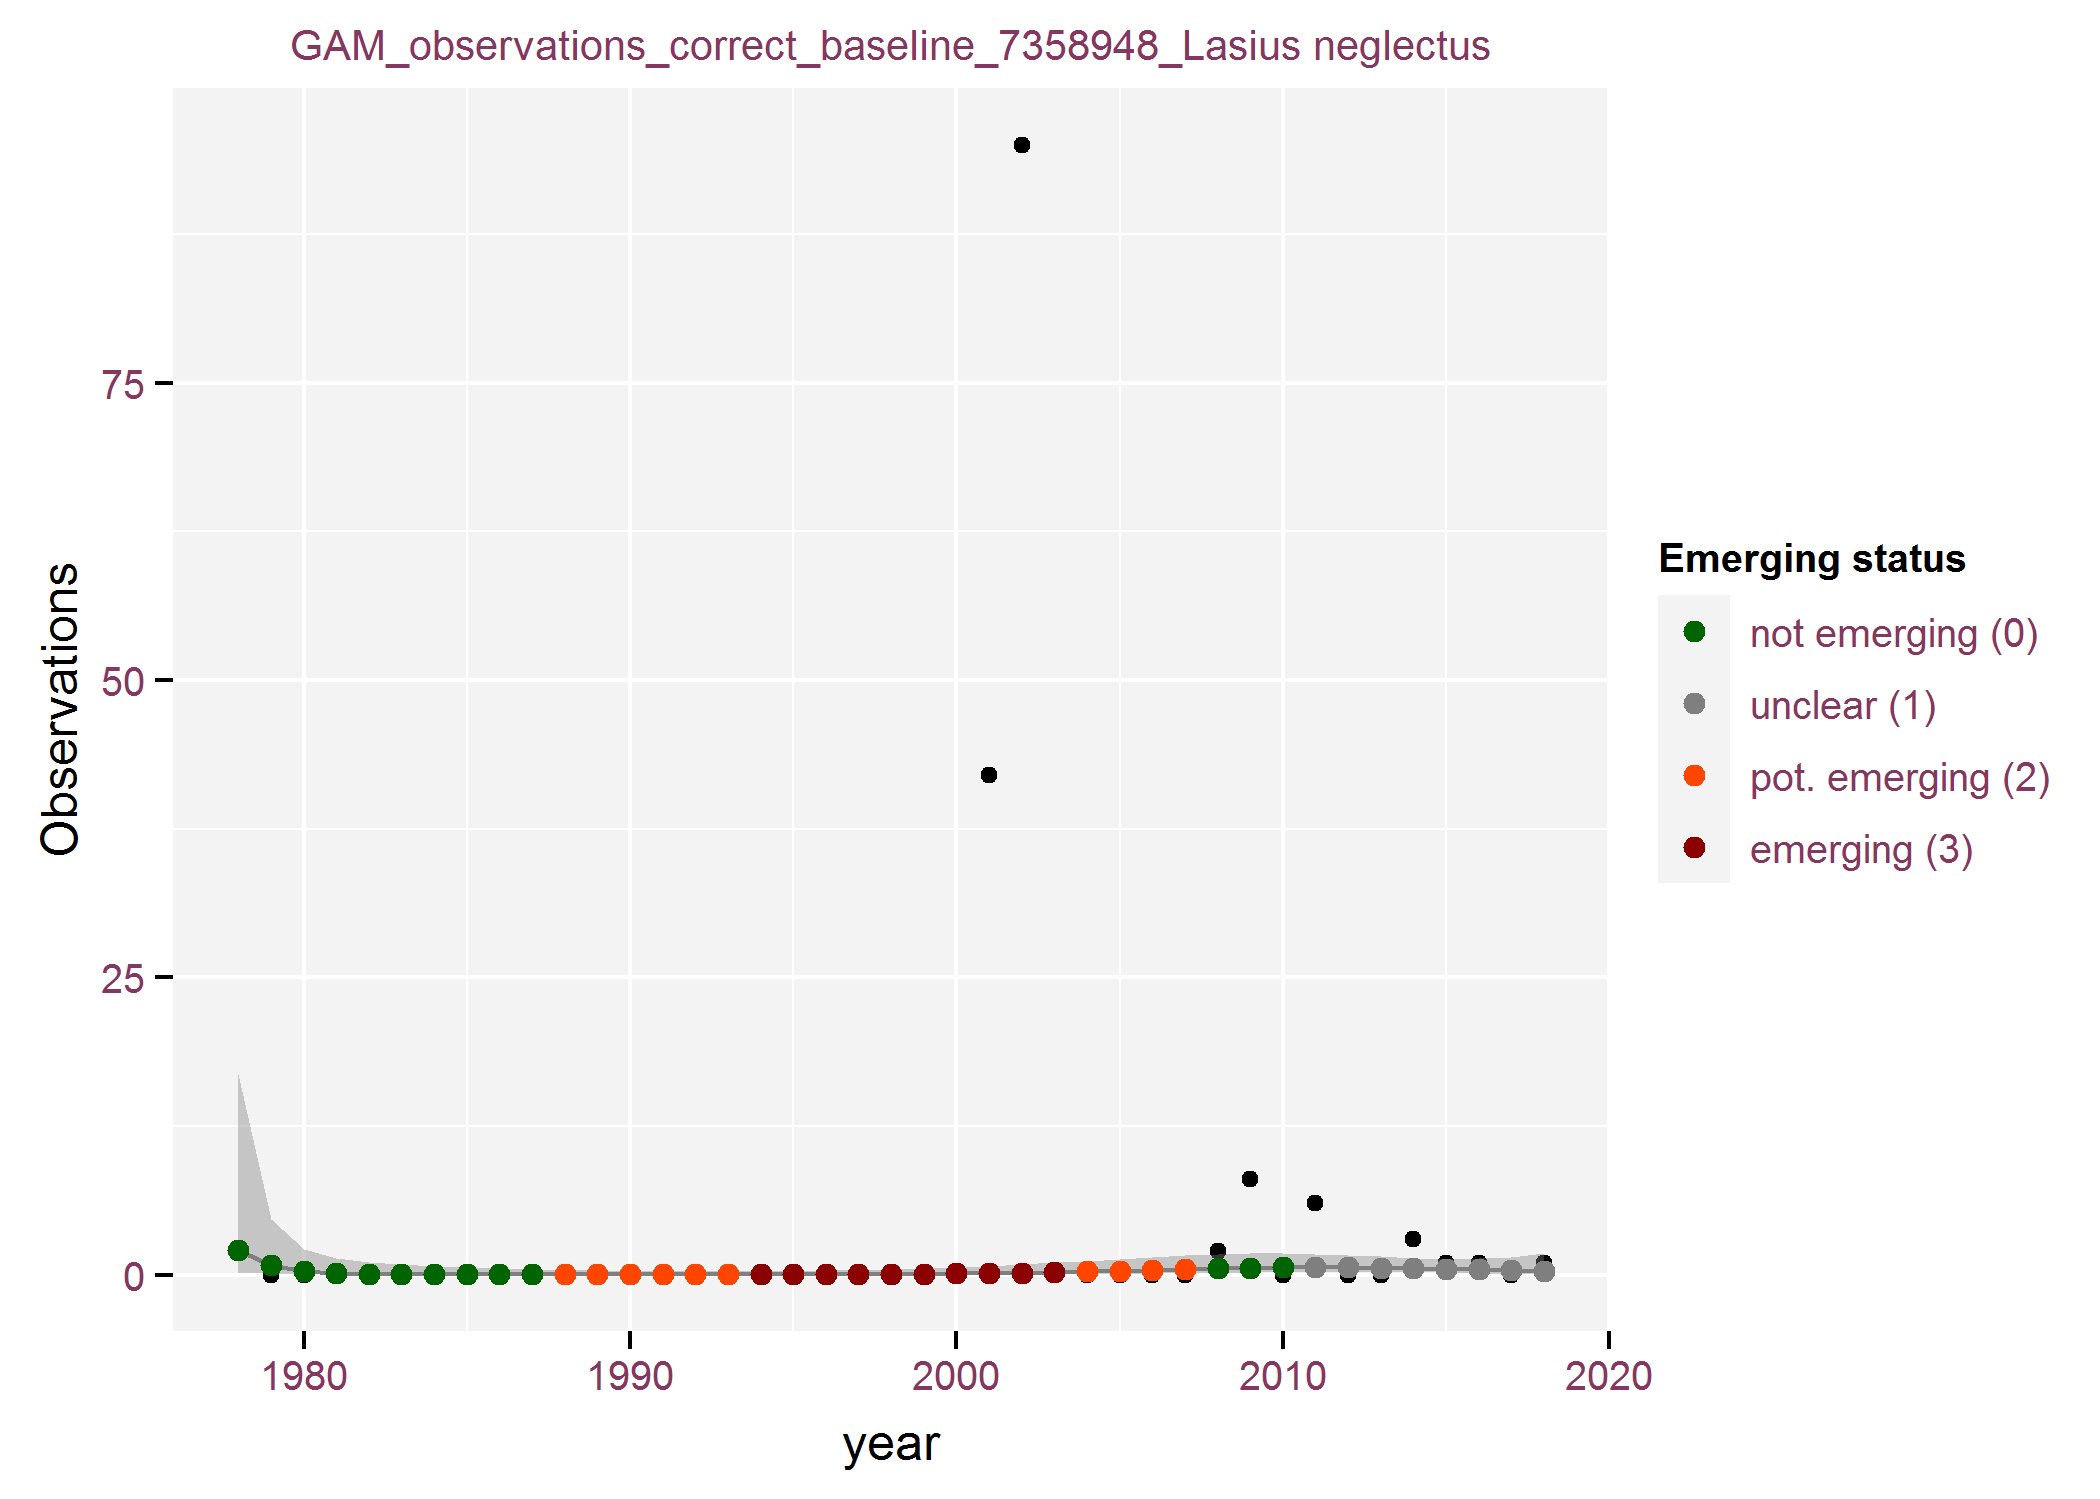 GAM_observations_correct_baseline_7358948_Lasius neglectus
Observations
75
50
25
0
1980
1990
2000
2010
2020
year
Emerging status
not emerging (0)
unclear (1)
pot. emerging (2)
emerging (3)